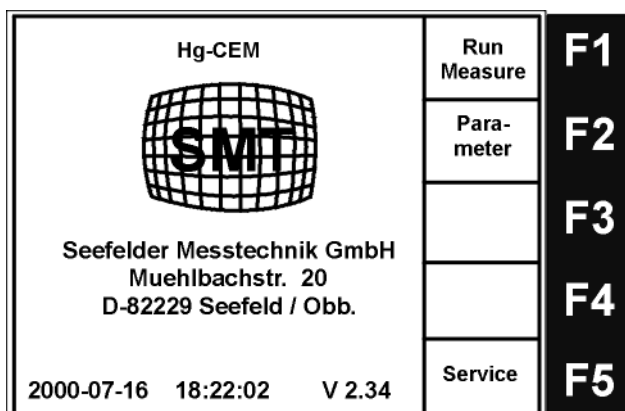 Hg-CEM
SMT
Seefelder Messtechnik GmbH
Muehlbachstr. 20
D-82229 Seefeld / Obb.
2000-07-16 18:22:02 V 2.34
Run
Measure
F1
Para-
meter
F2
F3
F4
Service
F5